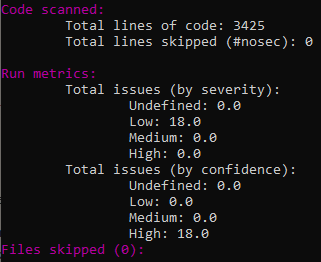 Code scanned:
Total lines of code: 3425
Total lines skipped (#nosec): 0
Run metrics:
Total issues (by severity):
Undefined: 0.0
Low: 18.0
Medium: 0.0
High: 0.0
Total issues (by confidence):
Undefined: 0.0
Low: 0.0
Medium: 0.0
High: 18.0
Files skipped (0):